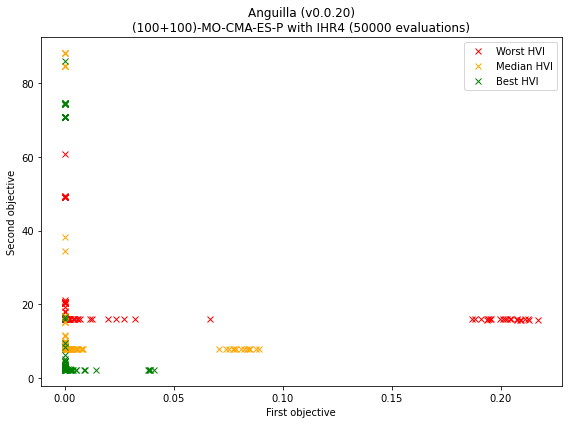 Anguilla (v0.0.20)
(100+100)-MO-CMA-ES-P with IHR4 (50000 evaluations)
Worst HVI
Median HVI
Best HVI
Second objective
80
60
40
20
0
0.00 0.05 0.10 0.15 0.20
First objective